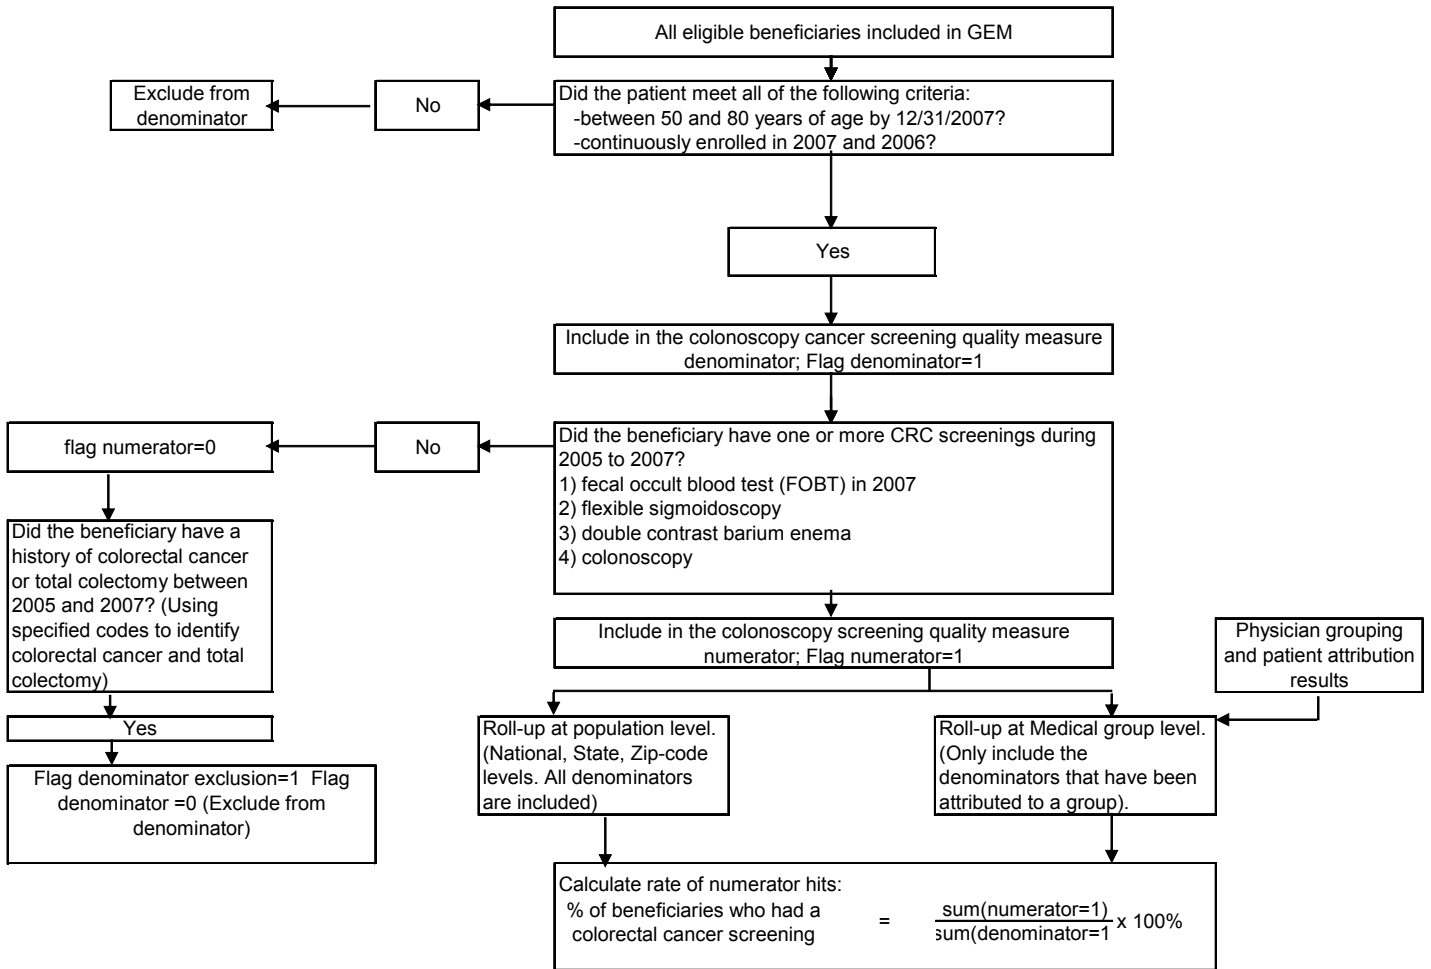 All eligible beneficiaries included in GEM
Exclude from
denominator
No
Did the patient meet all of the following criteria:
-between 50 and 80 years of age by 12/31/2007?
-continuously enrolled in 2007 and 2006?
Yes
Include in the colonoscopy cancer screening quality measure
denominator; Flag denominator=1
flag numerator=0
No
Did the beneficiary have one or more CRC screenings during
2005 to 2007?
1) fecal occult blood test (FOBT) in 2007
2) flexible sigmoidoscopy
3) double contrast barium enema
4) colonoscopy
Did the beneficiary have a
history of colorectal cancer
or total colectomy between
2005 and 2007? (Using
specified codes to identify
colorectal cancer and total
colectomy)
Include in the colonoscopy screening quality measure
numerator; Flag numerator=1
Physician grouping
and patient attribution
results
Yes
Flag denominator exclusion=1  Flag
denominator =0 (Exclude from
denominator)
Roll-up at population level.
(National, State, Zip-code
levels. All denominators
are included)
Roll-up at Medical group level.
(Only include the
denominators that have been
attributed to a group).
Calculate rate of numerator hits:
% of beneficiaries who had a
colorectal cancer screening
=
sum(numerator=1)
sum(denominator=1
x 100%